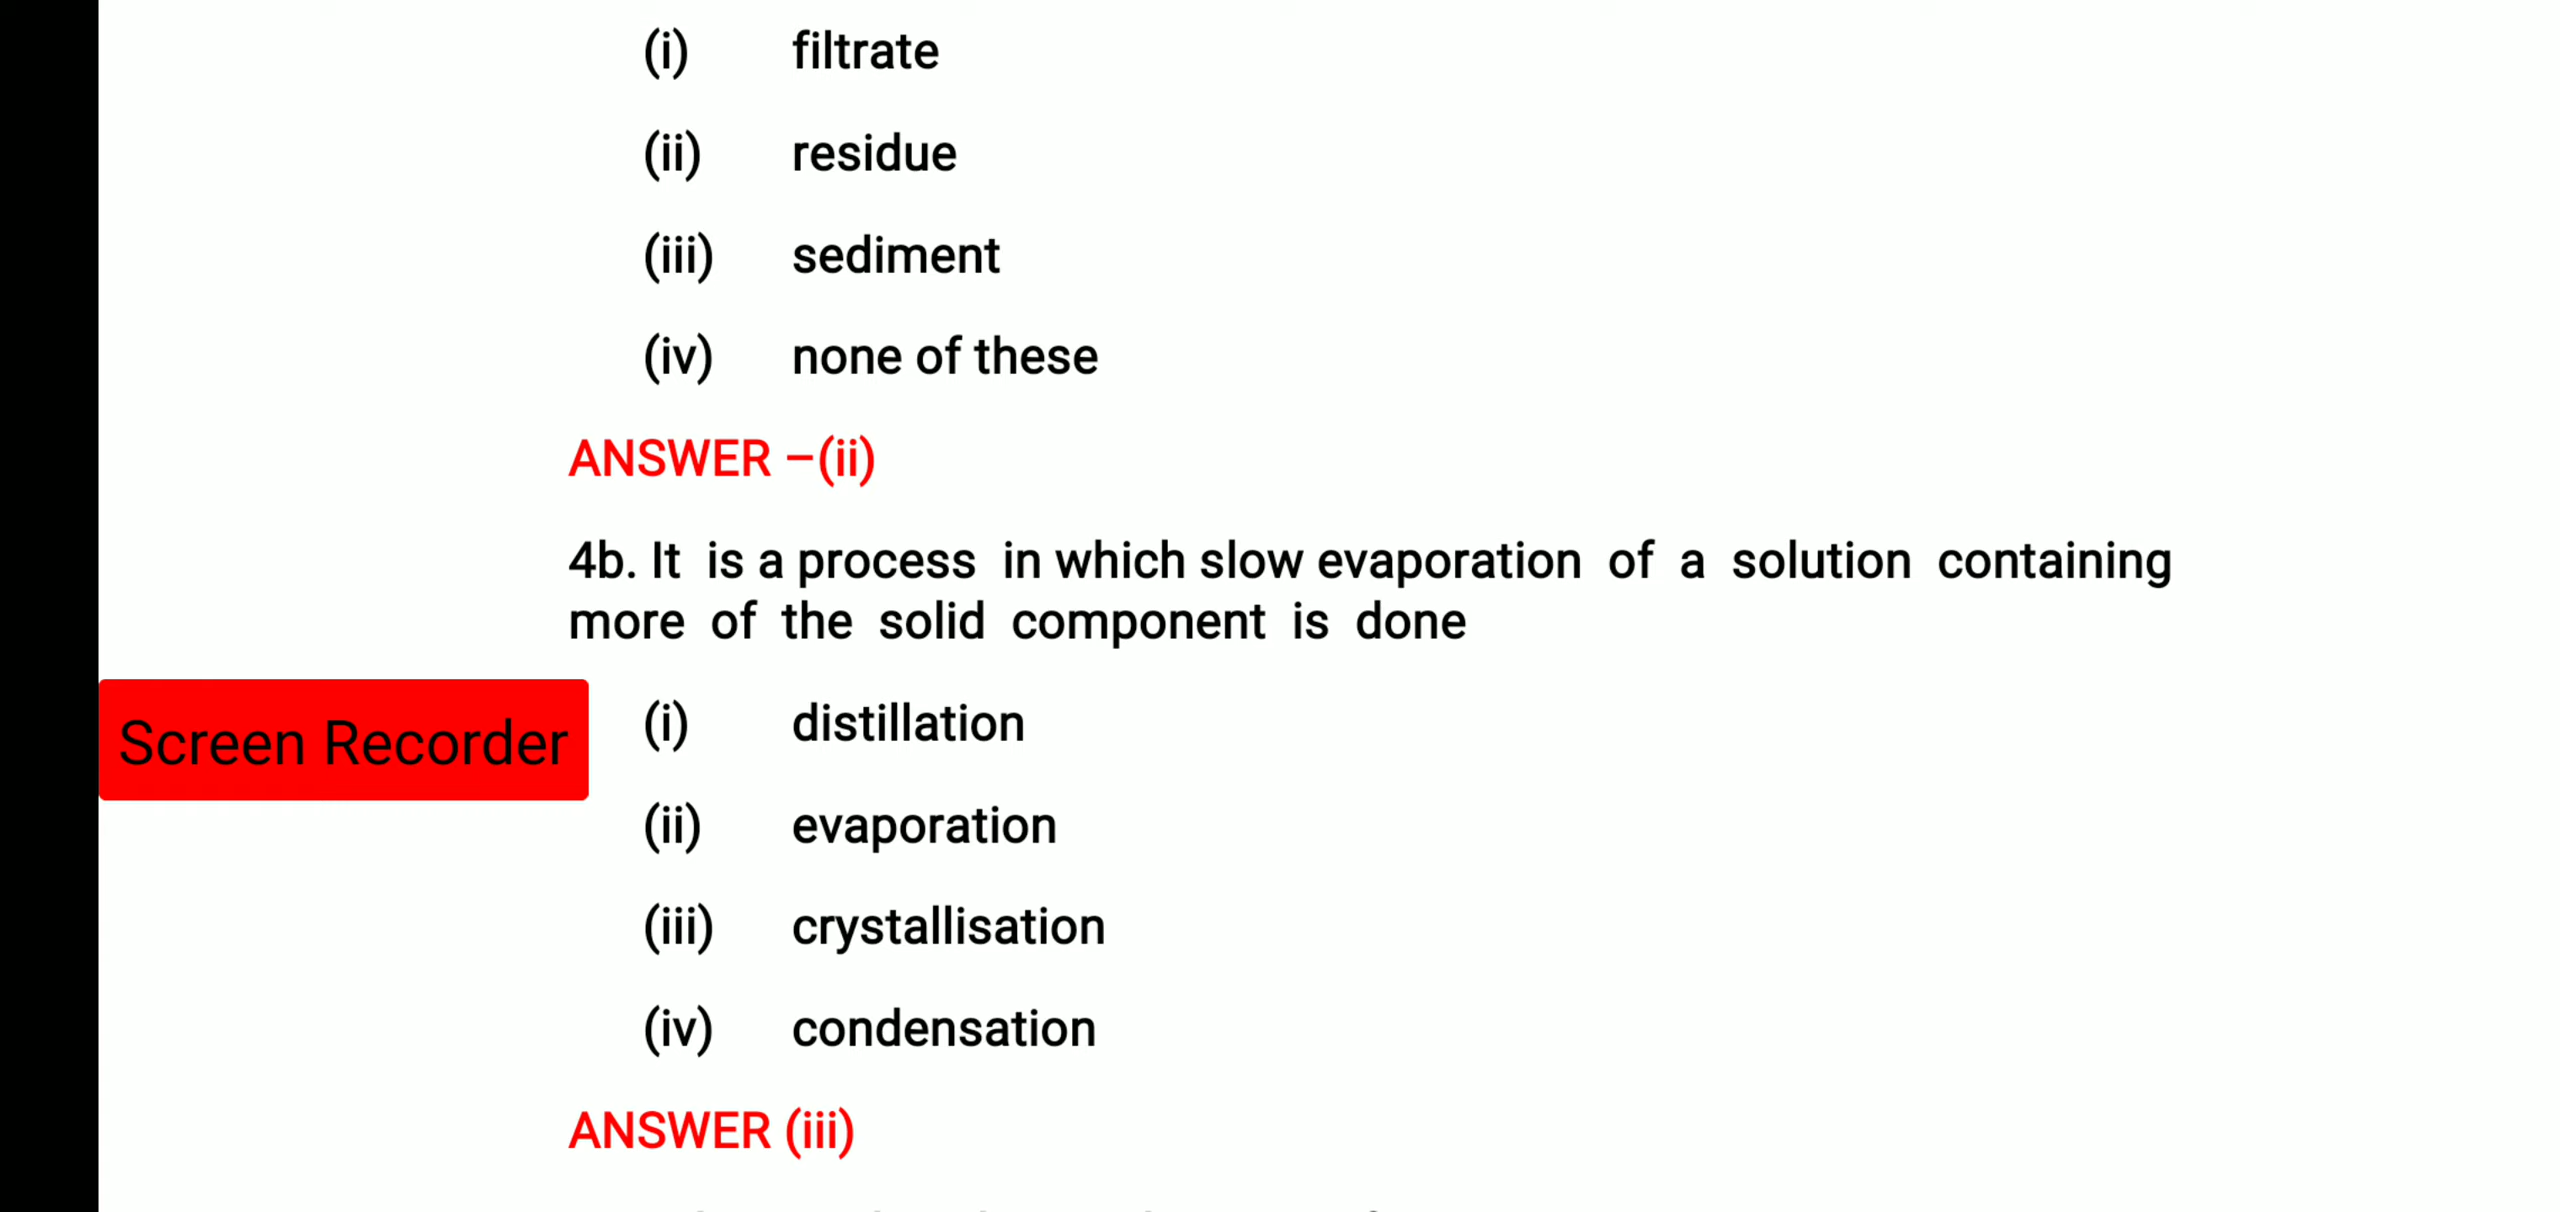 (i) filtrate
(ii) residue
(iii) sediment
(iv) none of these
ANSWER –(ii)
4b. It is a process in which slow evaporation of a solution containing
more of the solid component is done
Screen Recorder
(i) distillation
(ii) evaporation
(iii) crystallisation
(iv) condensation
ANSWER (iii)